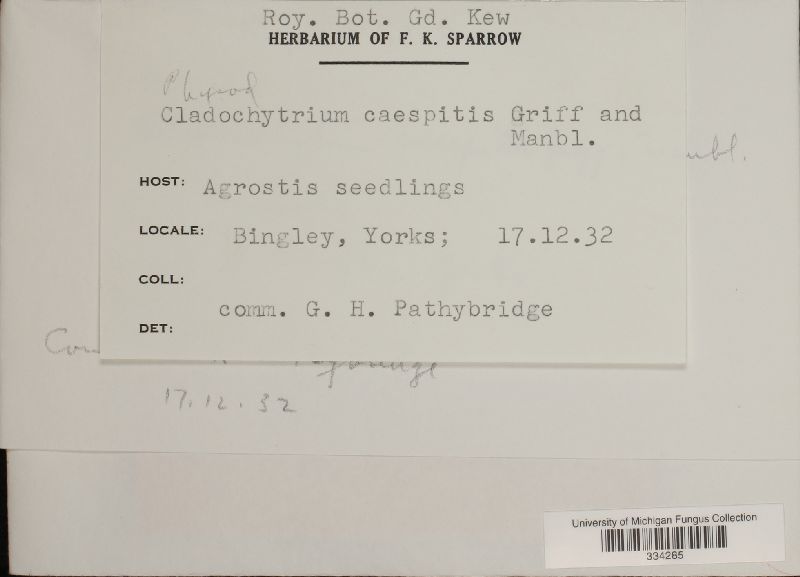 Roy. Bot. Gd. Kew
HERBARIUM OF F. K. SPARROW
Physod
Cladochytrium caespitis Griff and
Manbl.
HOST: Agrostis seedlings
LOCALE: Bingley, Yorks; 17.12.32
COLL:
comm. G. H. Pathybridge
DET:
17.12.32
University of Michigan Fungus Collection
334265